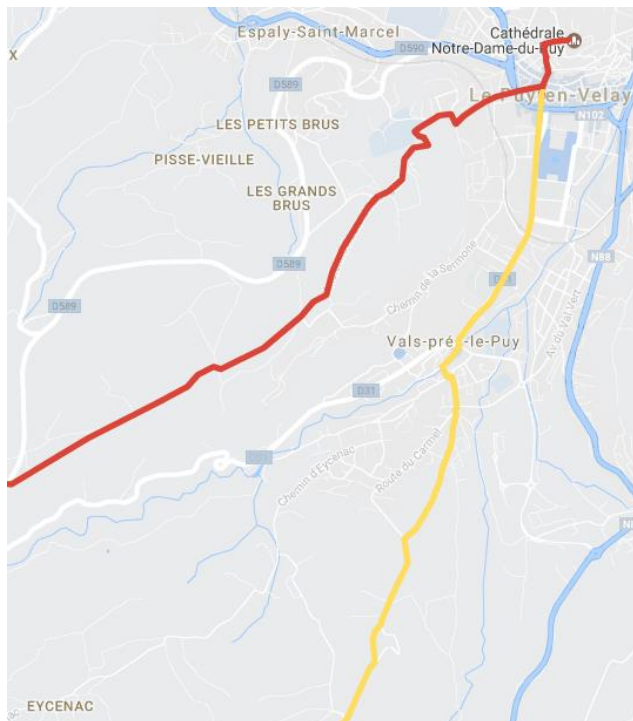 Cathédrale
Notre-Dame-du-Puy
Espaly-Saint-Marcel
D590
X
D589
Le Puy-en-Velay
N102
LES PETITS BRUS
PISSE-VIEILLE
LES GRANDS
BRUS
D589
N88
Chemin de la Sermone
D589
Av du Val Vert
Vals-près-le-Puy
D31
D31
Chemin d'Eycenac
Route du Carmel
N
EYCENAC
Eycenac